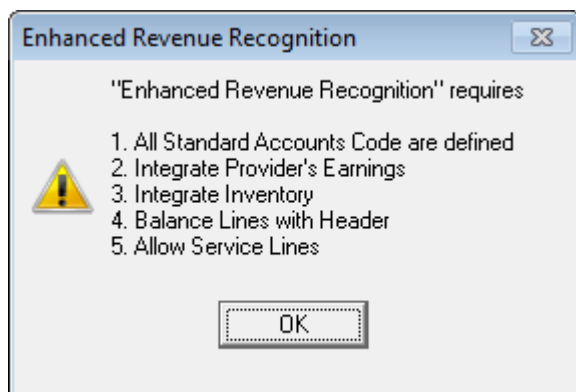 Enhanced Revenue Recognition
"Enhanced Revenue Recognition" requires
1. All Standard Accounts Code are defined
2. Integrate Provider's Earnings
3. Integrate Inventory
4. Balance Lines with Header
5. Allow Service Lines
OK